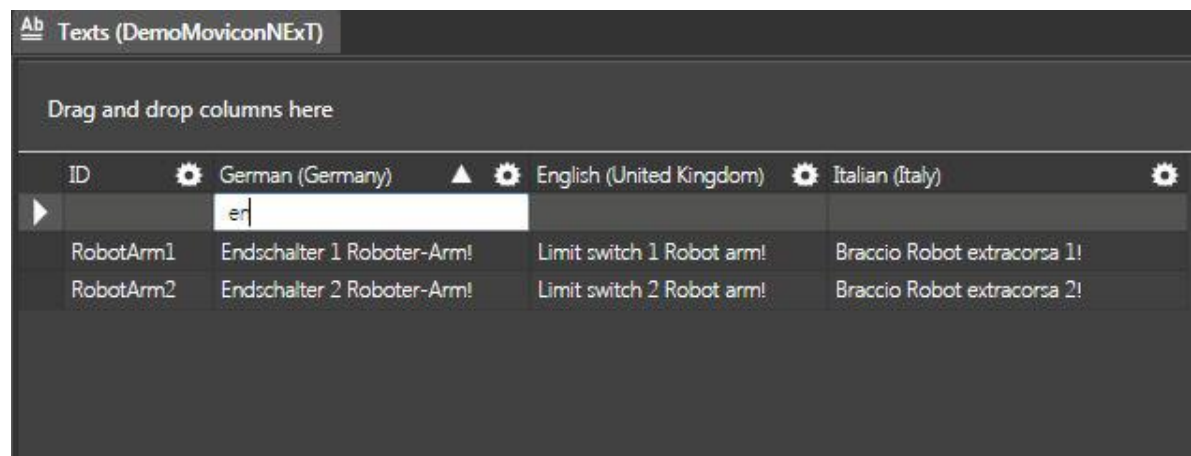 Ab Texts (DemoMoviconNExT)
Drag and drop columns here
ID German (Germany) English (United Kingdom) Italian (Italy)
en
RobotArm1 Endschalter 1 Roboter-Arm! Limit switch 1 Robot arm! Braccio Robot extracorsa 1!
RobotArm2 Endschalter 2 Roboter-Arm! Limit switch 2 Robot arm! Braccio Robot extracorsa 2!